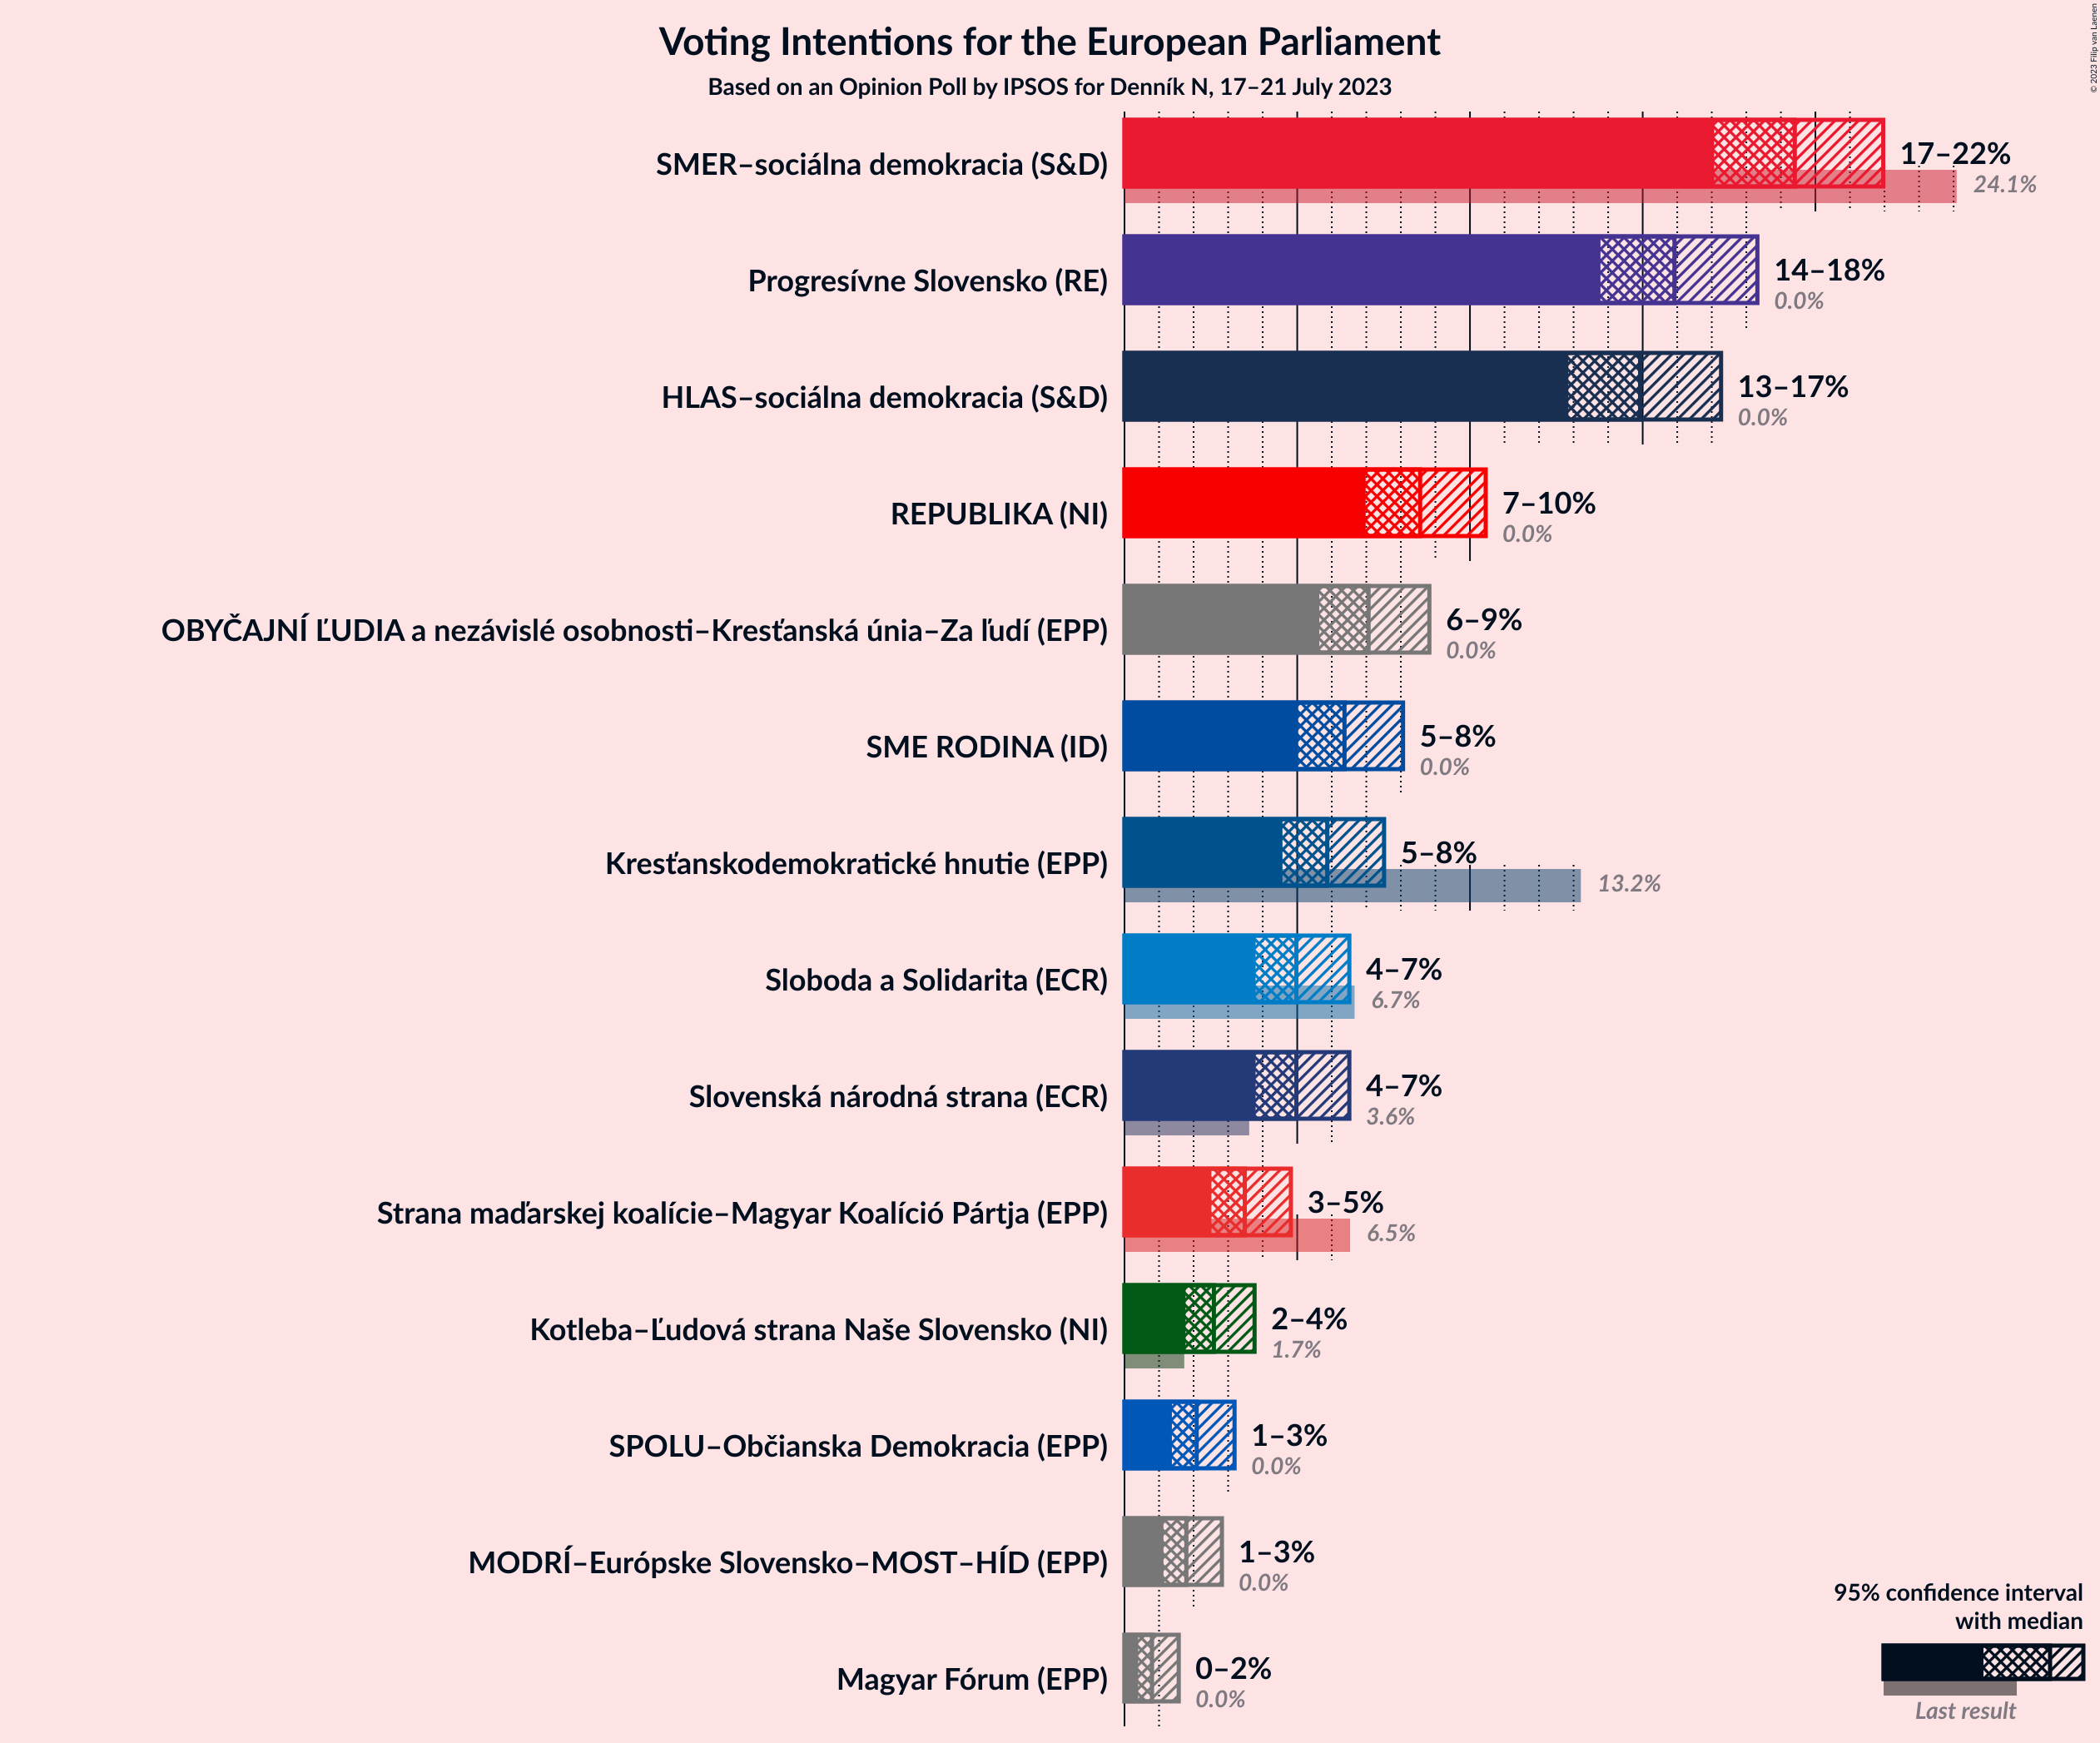 Voting Intentions for the European Parliament
Based on an Opinion Poll by IPSOS for Denník N, 17–21 July 2023
© 2023 Filip van Laenen
SMER–sociálna demokracia (S&D)
17–22%
24.1%
Progresívne Slovensko (RE)
14–18%
0.0%
HLAS–sociálna demokracia (S&D)
13–17%
0.0%
REPUBLIKA (NI)
7–10%
0.0%
OBYČAJNÍ ĽUDIA a nezávislé osobnosti–Kresťanská únia–Za ľudí (EPP)
6–9%
0.0%
SME RODINA (ID)
5–8%
0.0%
Kresťanskodemokratické hnutie (EPP)
5–8%
13.2%
Sloboda a Solidarita (ECR)
4–7%
6.7%
Slovenská národná strana (ECR)
4–7%
3.6%
Strana maďarskej koalície–Magyar Koalíció Pártja (EPP)
3–5%
6.5%
Kotleba–Ľudová strana Naše Slovensko (NI)
2–4%
1.7%
SPOLU–Občianska Demokracia (EPP)
1–3%
0.0%
MODRÍ–Európske Slovensko–MOST–HÍD (EPP)
1–3%
0.0%
Magyar Fórum (EPP)
0–2%
0.0%
95% confidence interval
with median
Last result